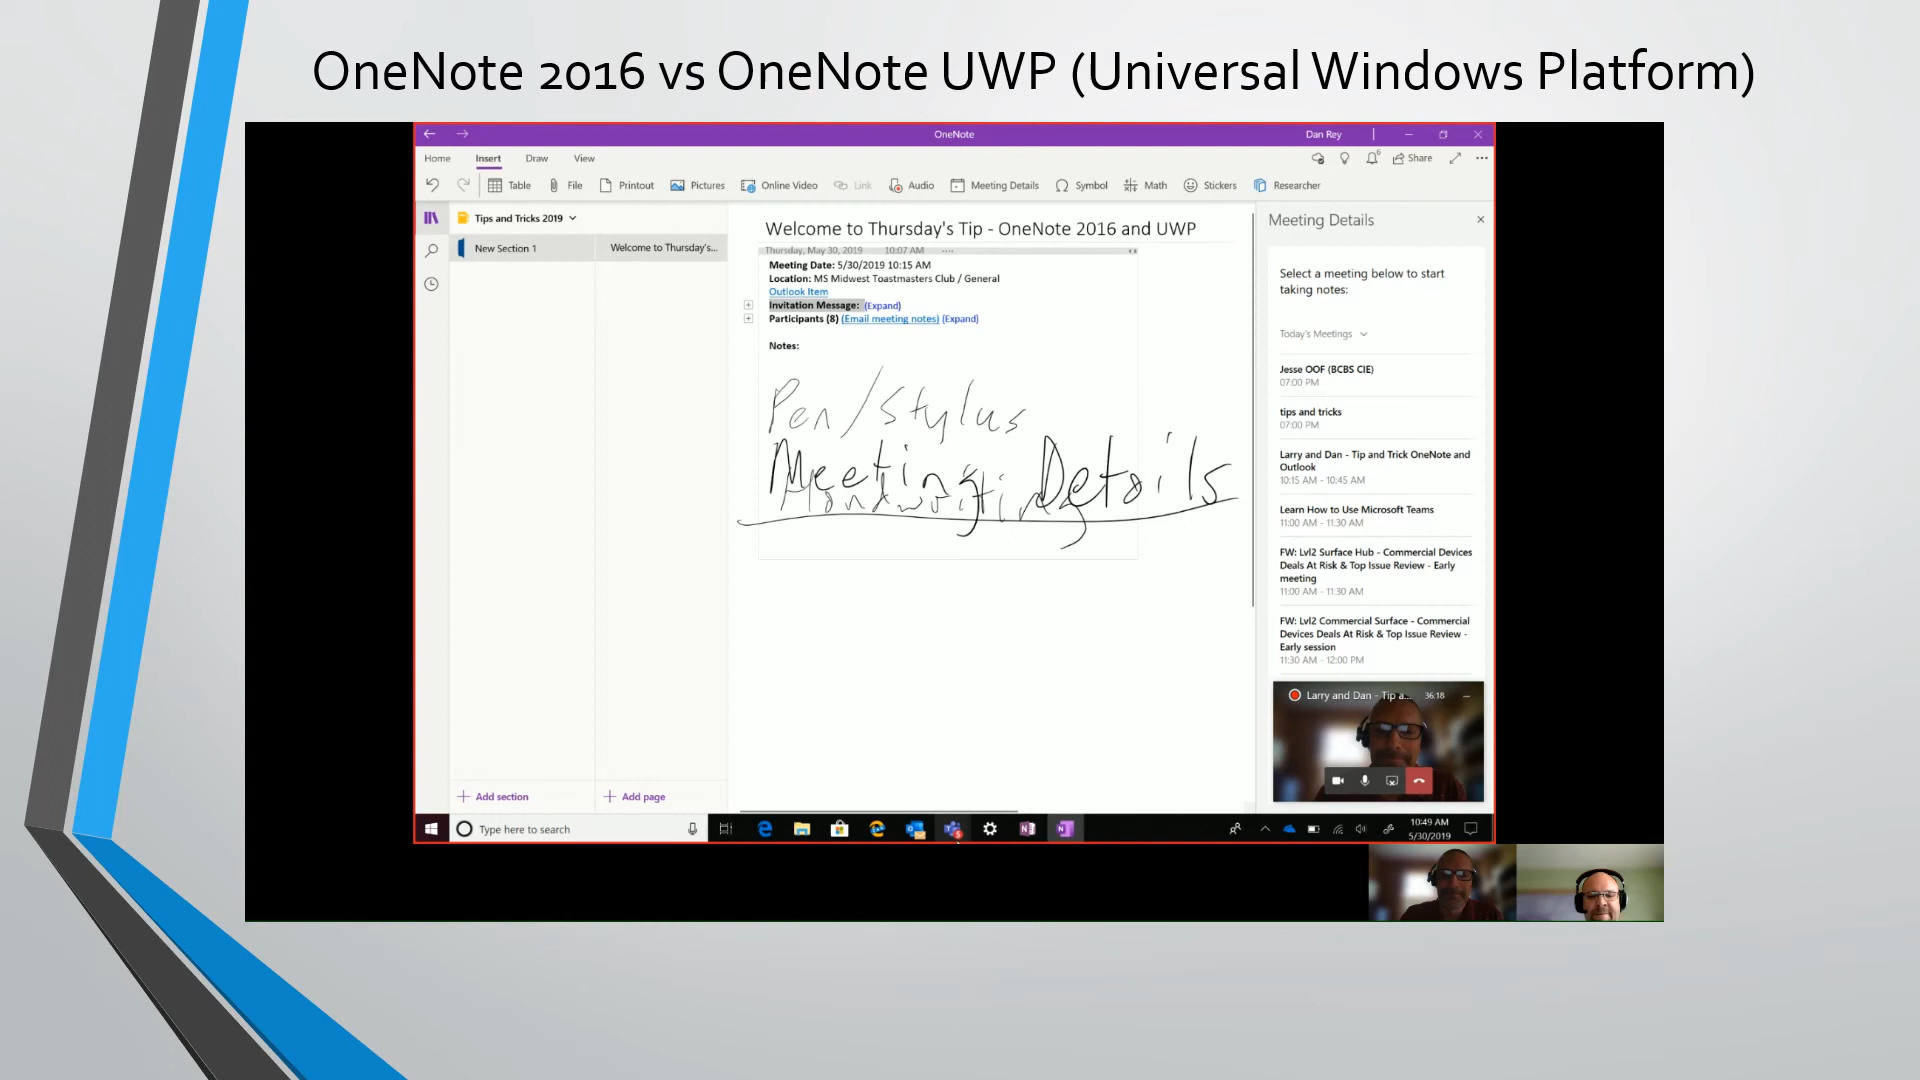 OneNote 2016 vs OneNote UWP (Universal Windows Platform)
OneNote
Dan Rey
Home Insert Draw View
6
Share
Table File Printout Pictures Online Video Link Audio Meeting Details Symbol Math Stickers Researcher
Tips and Tricks 2019
New Section 1
Welcome to Thursday's...
Add section
Add page
Welcome to Thursday's Tip - OneNote 2016 and UWP
Thursday, May 30, 2019 10:07 AM
Meeting Date: 5/30/2019 10:15 AM
Location: MS Midwest Toastmasters Club / General
Outlook Item
Invitation Message: (Expand)
Participants (8) (Email meeting notes) (Expand)
Notes:
Pen/Stylus
Meeting Details
Handwriting
Meeting Details
Select a meeting below to start
taking notes:
Today's Meetings
Jesse OOF (BCBS CIE)
07:00 PM
tips and tricks
07:00 PM
Larry and Dan - Tip and Trick OneNote and
Outlook
10:15 AM - 10:45 AM
Learn How to Use Microsoft Teams
11:00 AM - 11:30 AM
FW: Lvl2 Surface Hub - Commercial Devices
Deals At Risk & Top Issue Review - Early
meeting
11:00 AM - 11:30 AM
FW: Lvl2 Commercial Surface - Commercial
Devices Deals At Risk & Top Issue Review -
Early session
11:30 AM - 12:00 PM
Larry and Dan - Tip a... 36:18
Type here to search
5
10:49 AM
5/30/2019